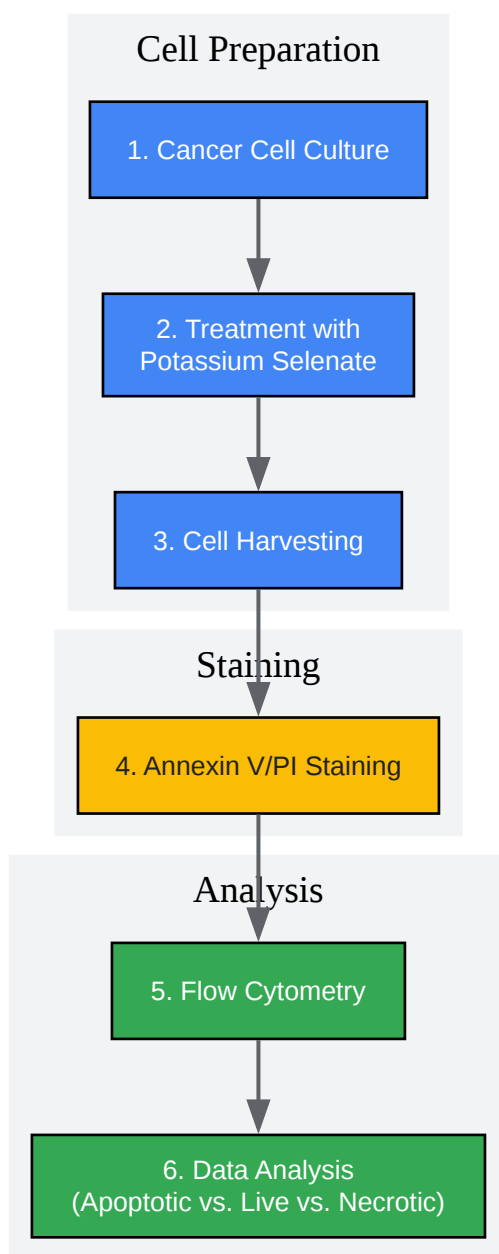 Cell Preparation
1. Cancer Cell Culture
2. Treatment with
Potassium Selenate
3. Cell Harvesting
Staining
4. Annexin V/PI Staining
Analysis
5. Flow Cytometry
6. Data Analysis
(Apoptotic vs. Live vs. Necrotic)